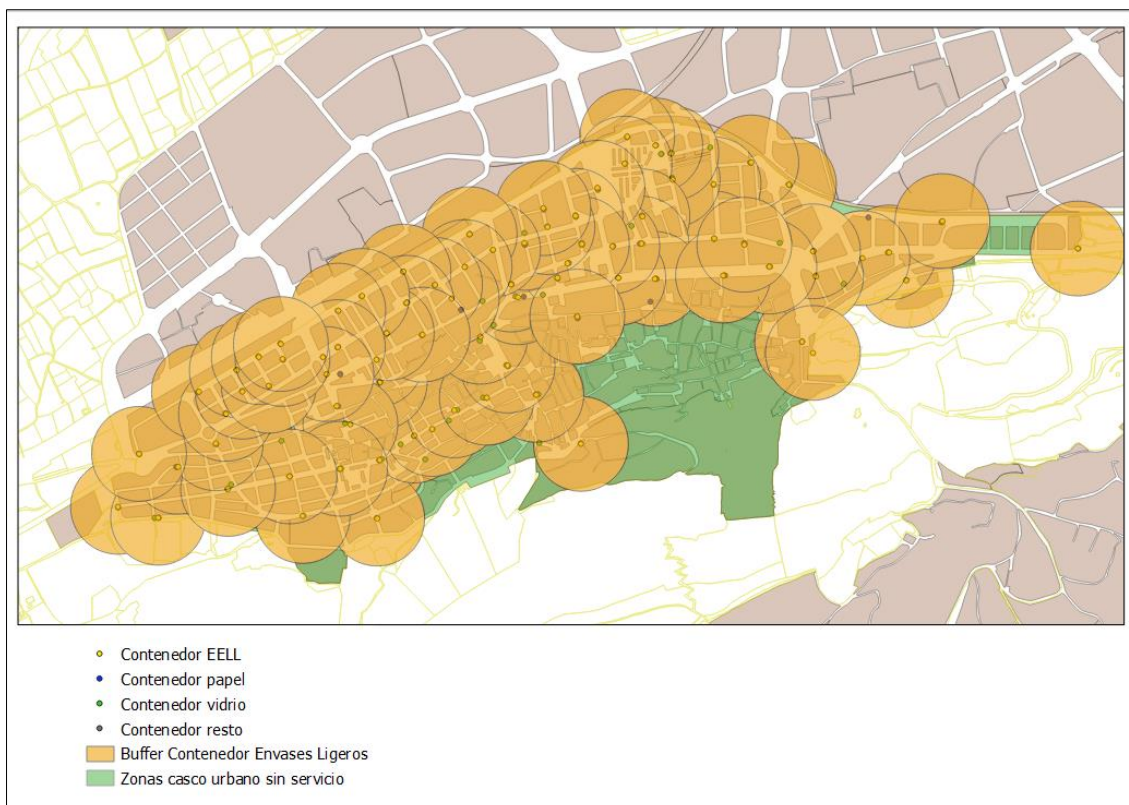 Contenedor EELL
Contenedor papel
Contenedor vidrio
Contenedor resto
Buffer Contenedor Envases Ligeros
Zonas casco urbano sin servicio